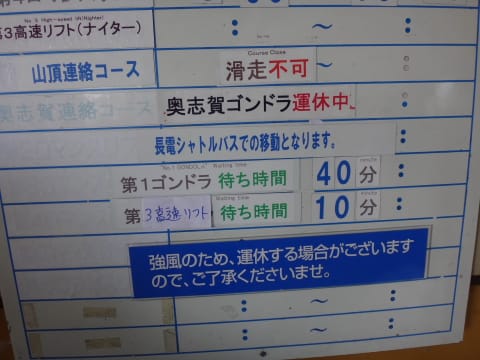 No 3 High-speed lift(Nighter)
第3高速リフト(ナイター) ~
Course Close
山頂連絡コース 滑走不可
奥志賀連絡コース 奥志賀ゴンドラ運休中
長電シャトルバスでの移動となります。
"No.1 GONDOLA" Waiting time minute
第1ゴンドラ 待ち時間 40分
Waiting time minute
第3高速リフト 待ち時間 10分
強風のため、運休する場合がございます
ので、ご了承くださいませ。
~
~